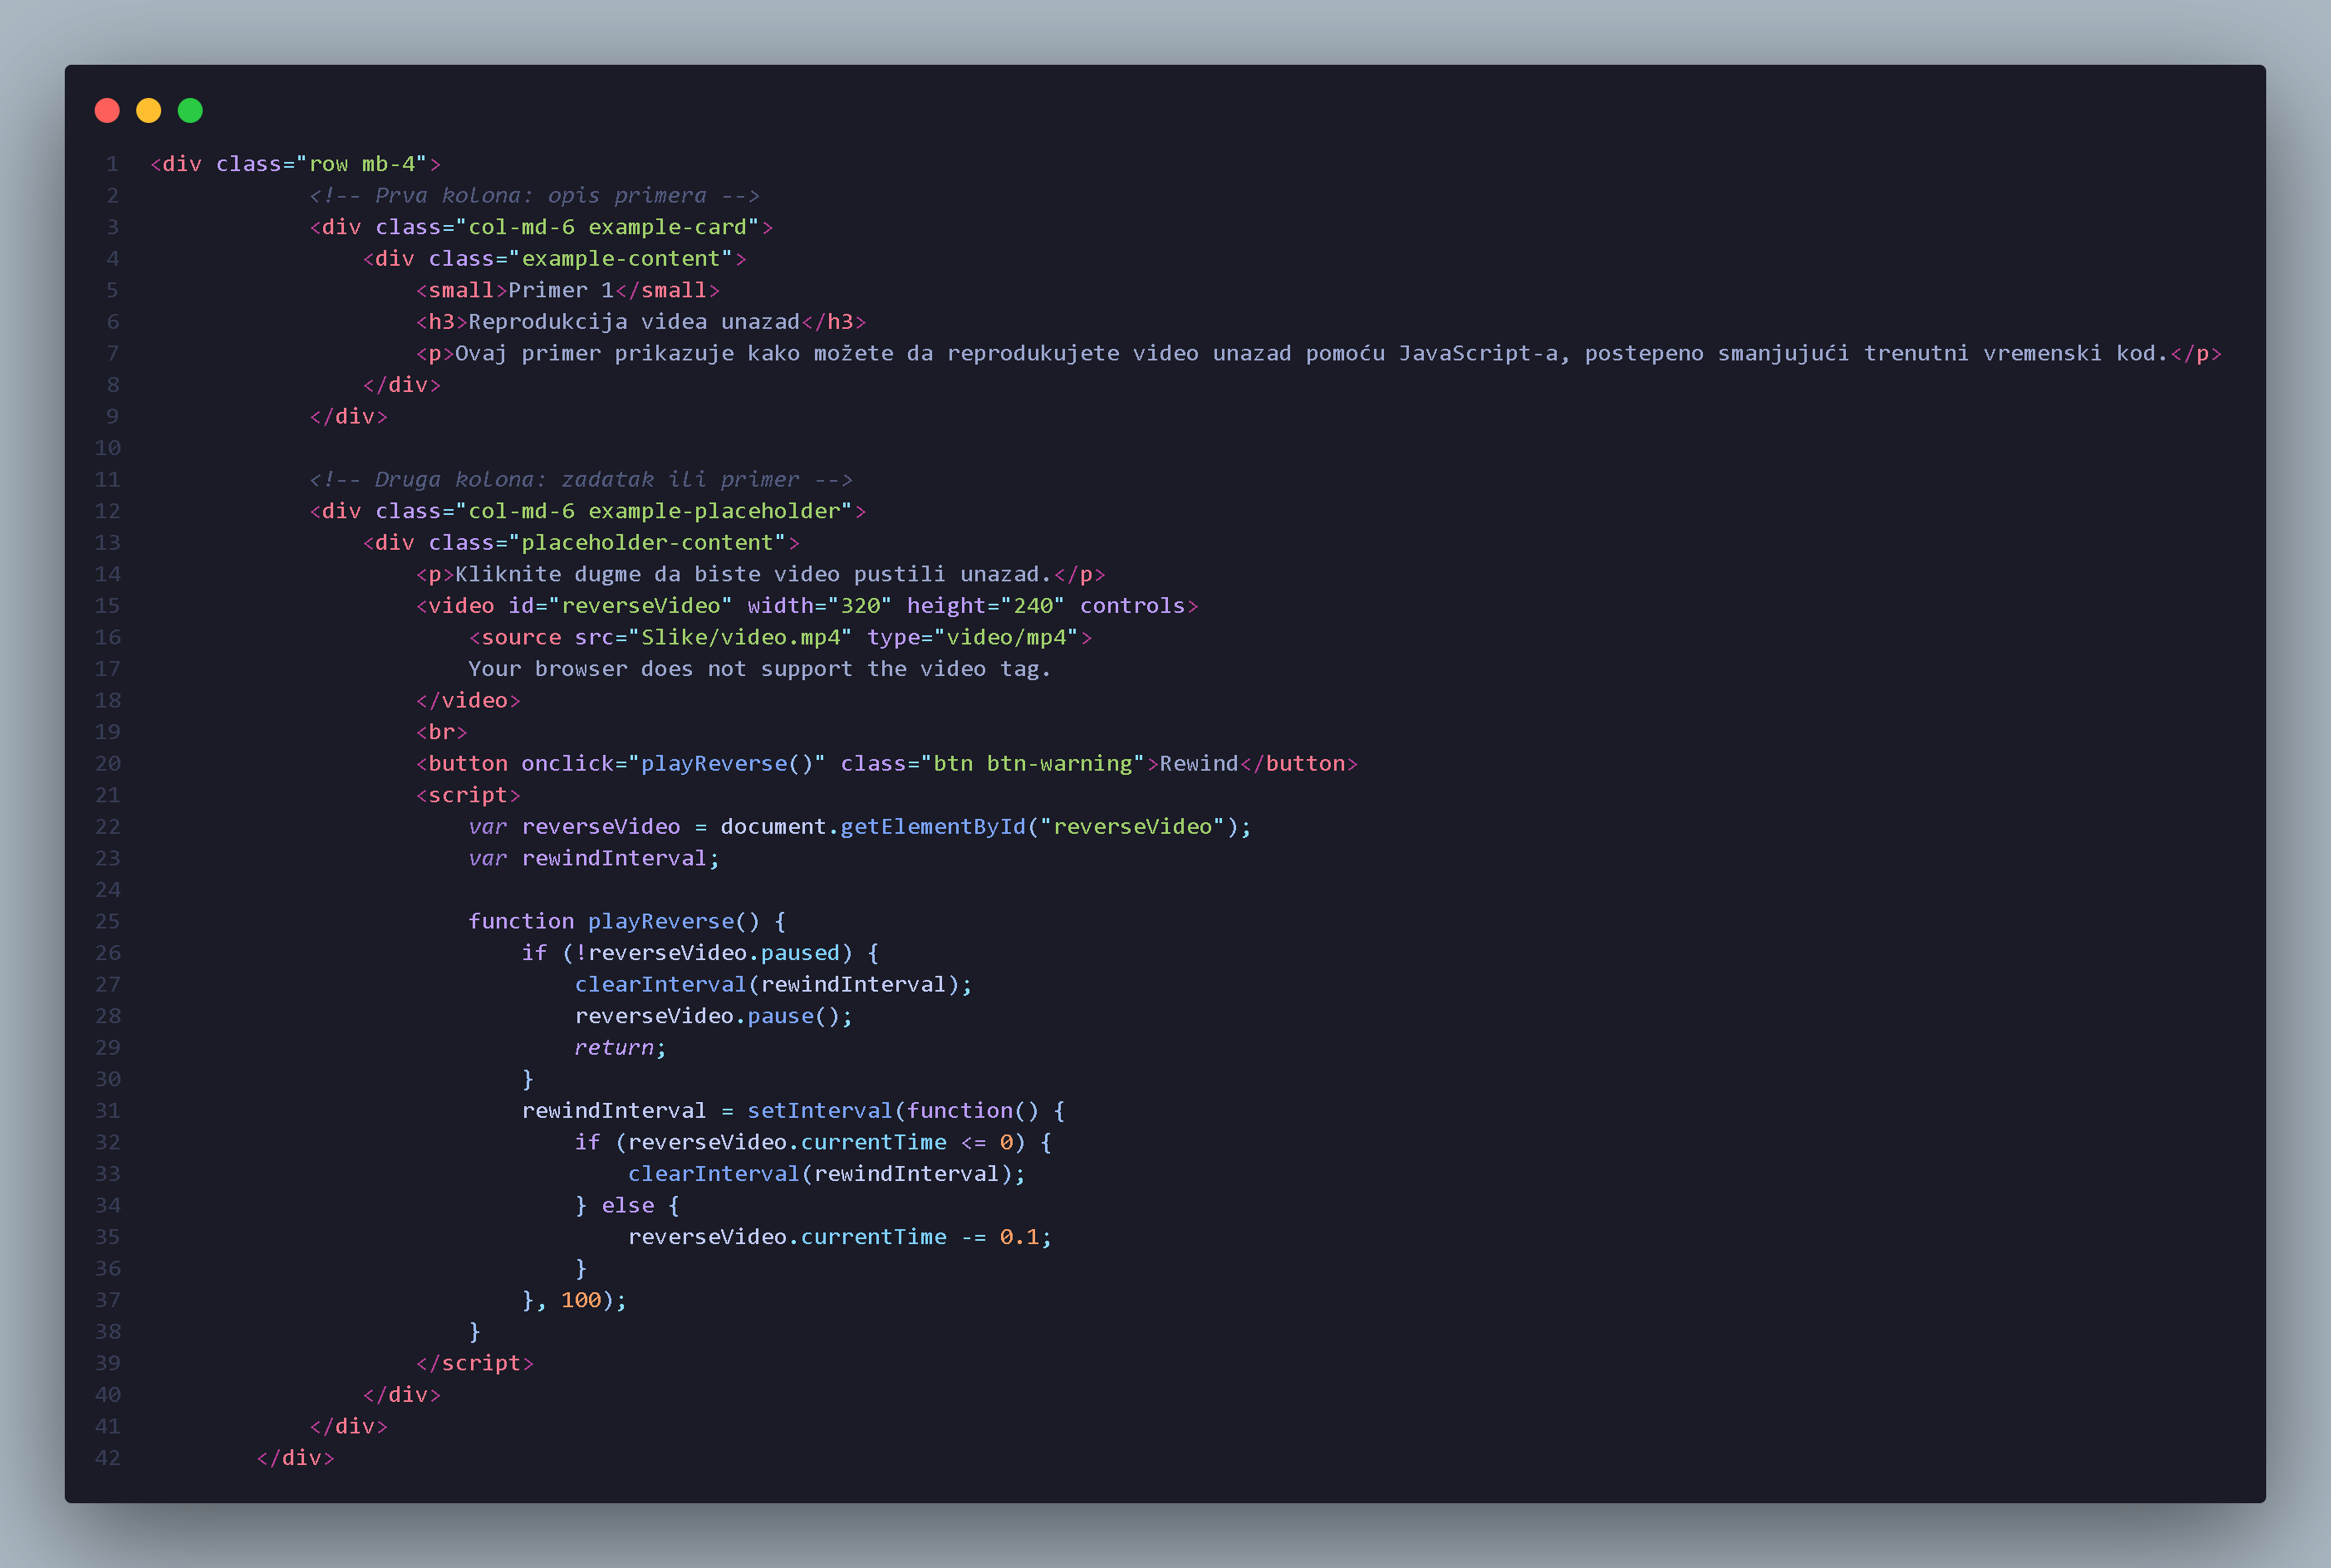 1 <div class="row mb-4">
2 <!-- Prva kolona: opis primera -->
3 <div class="col-md-6 example-card">
4 <div class="example-content">
5 <small>Primer 1</small>
6 <h3>Reprodukcija videa unazad</h3>
7 <p>Ovaj primer prikazuje kako možete da reprodukujete video unazad pomoću JavaScript-a, postepeno smanjujući trenutni vremenski kod.</p>
8 </div>
9 </div>
10
11 <!-- Druga kolona: zadatak ili primer -->
12 <div class="col-md-6 example-placeholder">
13 <div class="placeholder-content">
14 <p>Kliknite dugme da biste video pustili unazad.</p>
15 <video id="reverseVideo" width="320" height="240" controls>
16 <source src="Slike/video.mp4" type="video/mp4">
17 Your browser does not support the video tag.
18 </video>
19 <br>
20 <button onclick="playReverse()" class="btn btn-warning">Rewind</button>
21 <script>
22 var reverseVideo = document.getElementById("reverseVideo");
23 var rewindInterval;
24
25 function playReverse() {
26 if (!reverseVideo.paused) {
27 clearInterval(rewindInterval);
28 reverseVideo.pause();
29 return;
30 }
31 rewindInterval = setInterval(function() {
32 if (reverseVideo.currentTime <= 0) {
33 clearInterval(rewindInterval);
34 } else {
35 reverseVideo.currentTime -= 0.1;
36 }
37 }, 100);
38 }
39 </script>
40 </div>
41 </div>
42 </div>